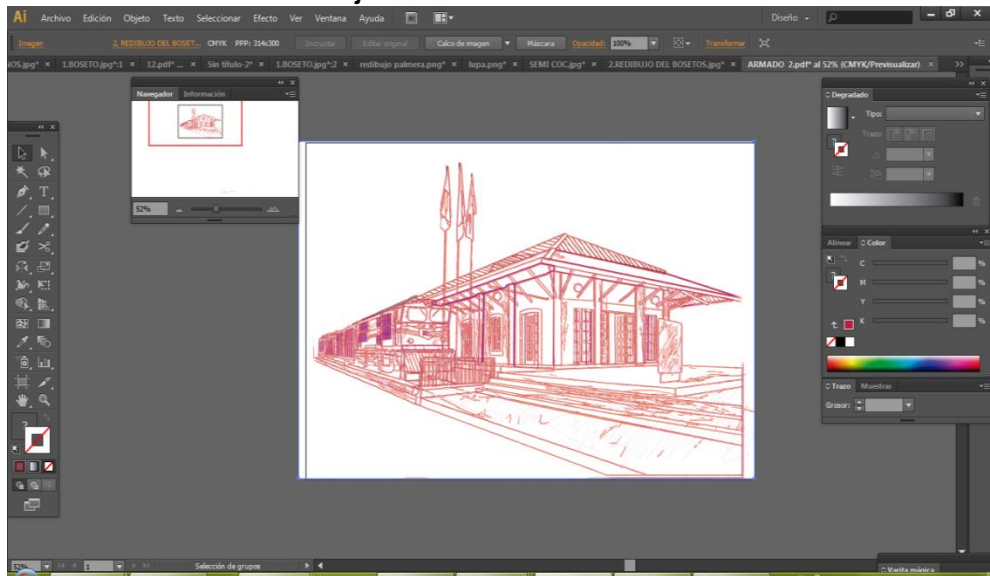 Ai Archivo Edición Objeto Texto Seleccionar Efecto Ver Ventana Ayuda Diseño
Imagen 2. REDIBUJO DEL BOSET... CMYK PPP: 314x300 Incrustar Editar original Calco de imagen Máscara Opacidad: 100% Transformar
NOS.jpg* × 1.BOSETO.jpg*:1 × 12.pdf* ... × Sin título-2* × 1.BOSETO.jpg*:2 × redibujo palmera.png* × lupa.png* × SEMI COC.jpg* × 2.REDIBUJO DEL BOSETOS.jpg* × ARMADO 2.pdf* al 52% (CMYK/Previsualizar) ×
Navegador Información
52%
Degradado
Tipo:
Trazo:
Alinear Color
C %
M %
Y %
K %
Trazo Muestras
Grosor:
52% 1 Selección de grupos
Varita mágica